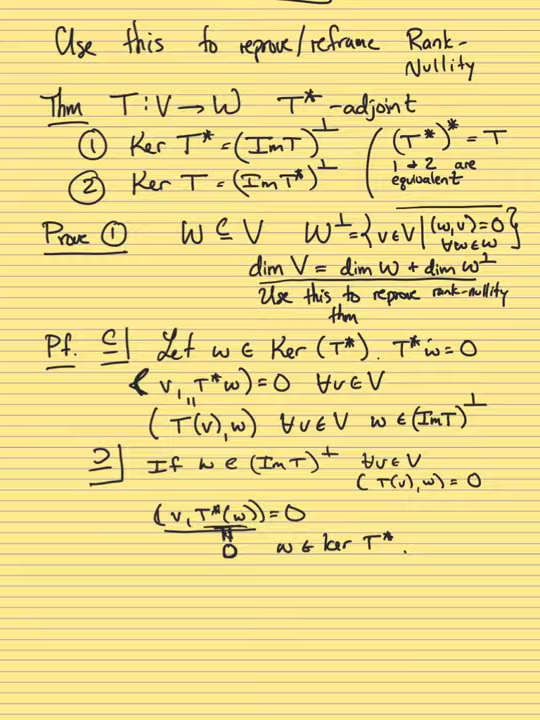 Use this to reprove/reframe Rank-
Nullity
Thm T : V → W T* -adjoint
① Ker T* = (Im T)^⊥ ( (T*)* = T
1 + 2 are
equivalent
② Ker T = (Im T*)^⊥
Prove ① W ⊆ V W^⊥ = { v ∈ V | (w, v) = 0
∀w ∈ W }
dim V = dim W + dim W^⊥
Use this to reprove rank-nullity
thm
Pf. ⊆] Let w ∈ Ker (T*). T*w = 0
( v, T*w) = 0 ∀v ∈ V
"
( T(v), w) ∀v ∈ V w ∈ (Im T)^⊥
⊇] If w ∈ (Im T)^⊥ ∀v ∈ V
( T(v), w) = 0
( v, T*(w)) = 0
"
0 w ∈ ker T*.